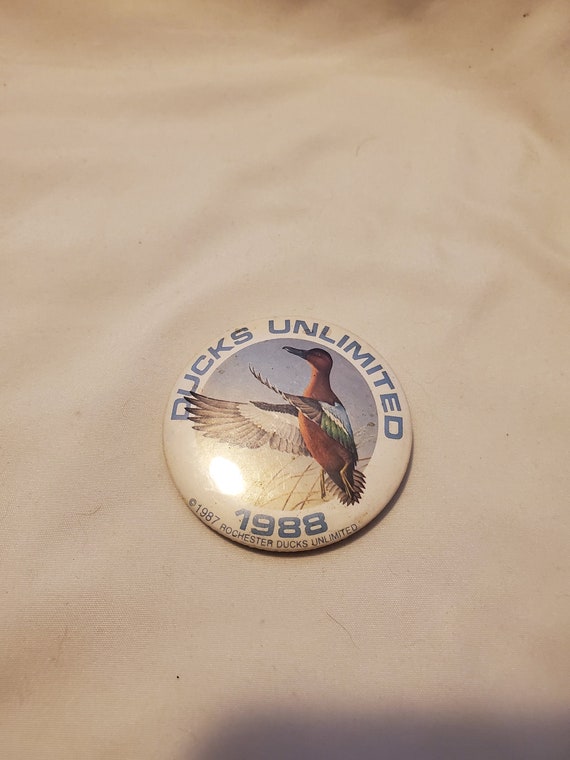 DUCKS UNLIMITED
1988
©1987 ROCHESTER DUCKS UNLIMITED